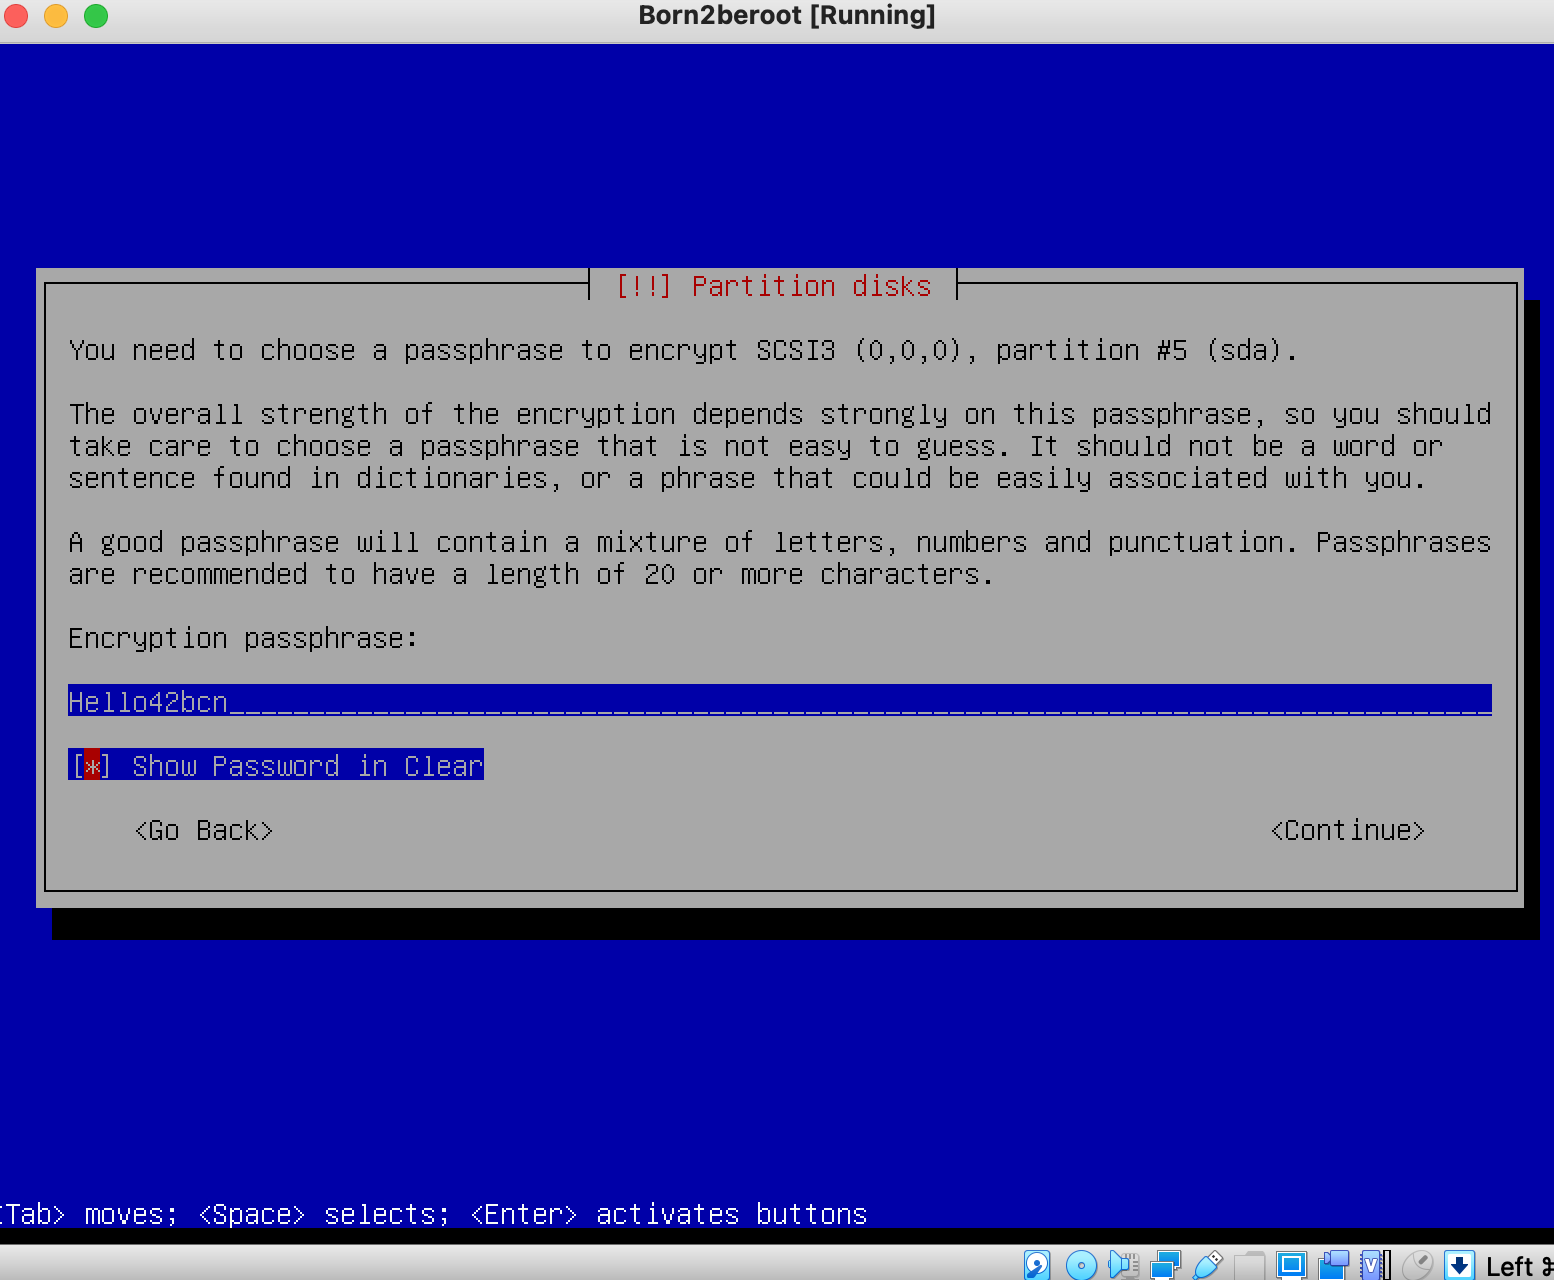 Born2beroot [Running]
[!!] Partition disks
You need to choose a passphrase to encrypt SCSI3 (0,0,0), partition #5 (sda).
The overall strength of the encryption depends strongly on this passphrase, so you should
take care to choose a passphrase that is not easy to guess. It should not be a word or
sentence found in dictionaries, or a phrase that could be easily associated with you.
A good passphrase will contain a mixture of letters, numbers and punctuation. Passphrases
are recommended to have a length of 20 or more characters.
Encryption passphrase:
Hello42bcn
[*] Show Password in Clear
<Go Back> <Continue>
Tab> moves; <Space> selects; <Enter> activates buttons
Left ⌘